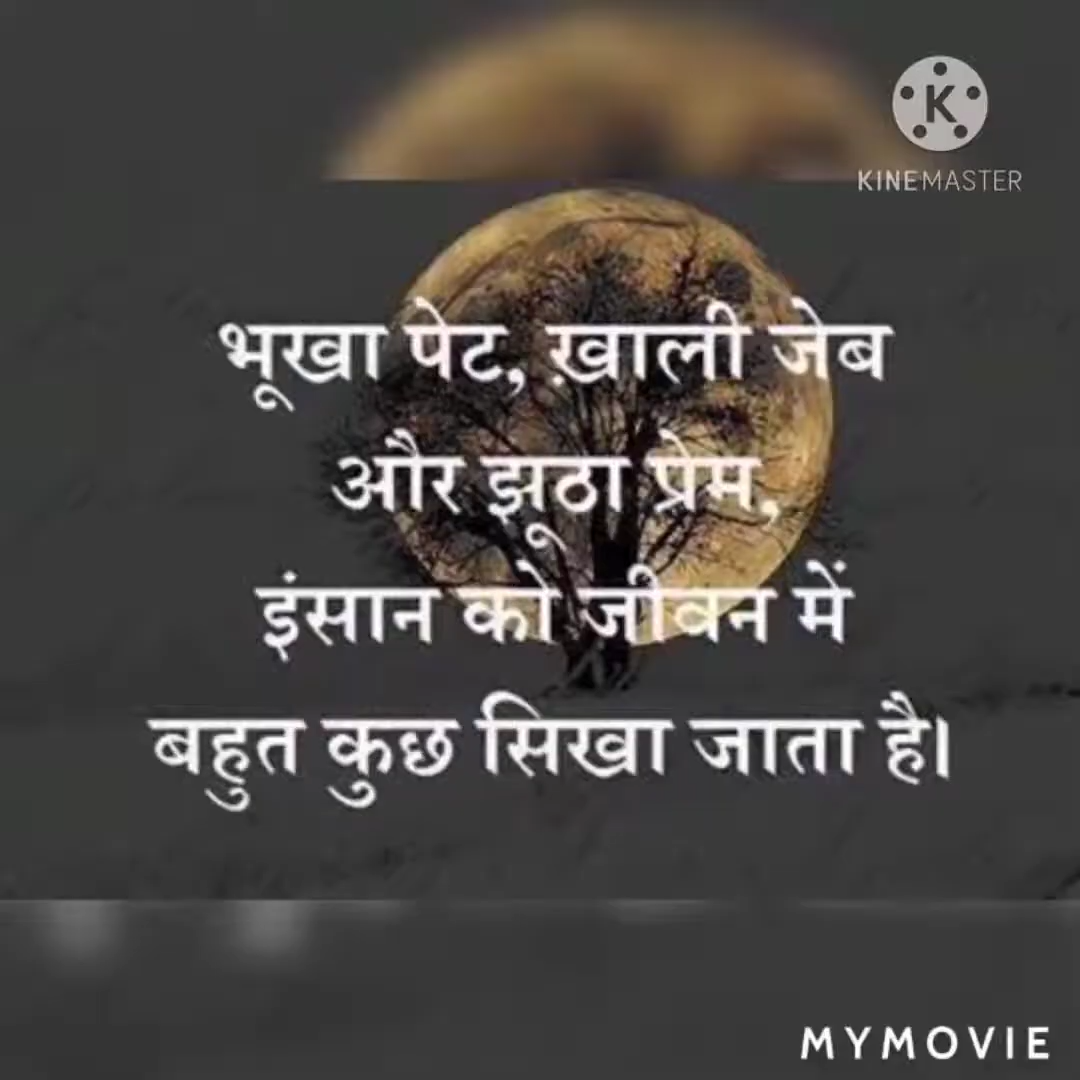 KINEMASTER
भूखा पेट, ख़ाली जेब
और झूठा प्रेम,
इंसान को जीवन में
बहुत कुछ सिखा जाता है।
MYMOVIE